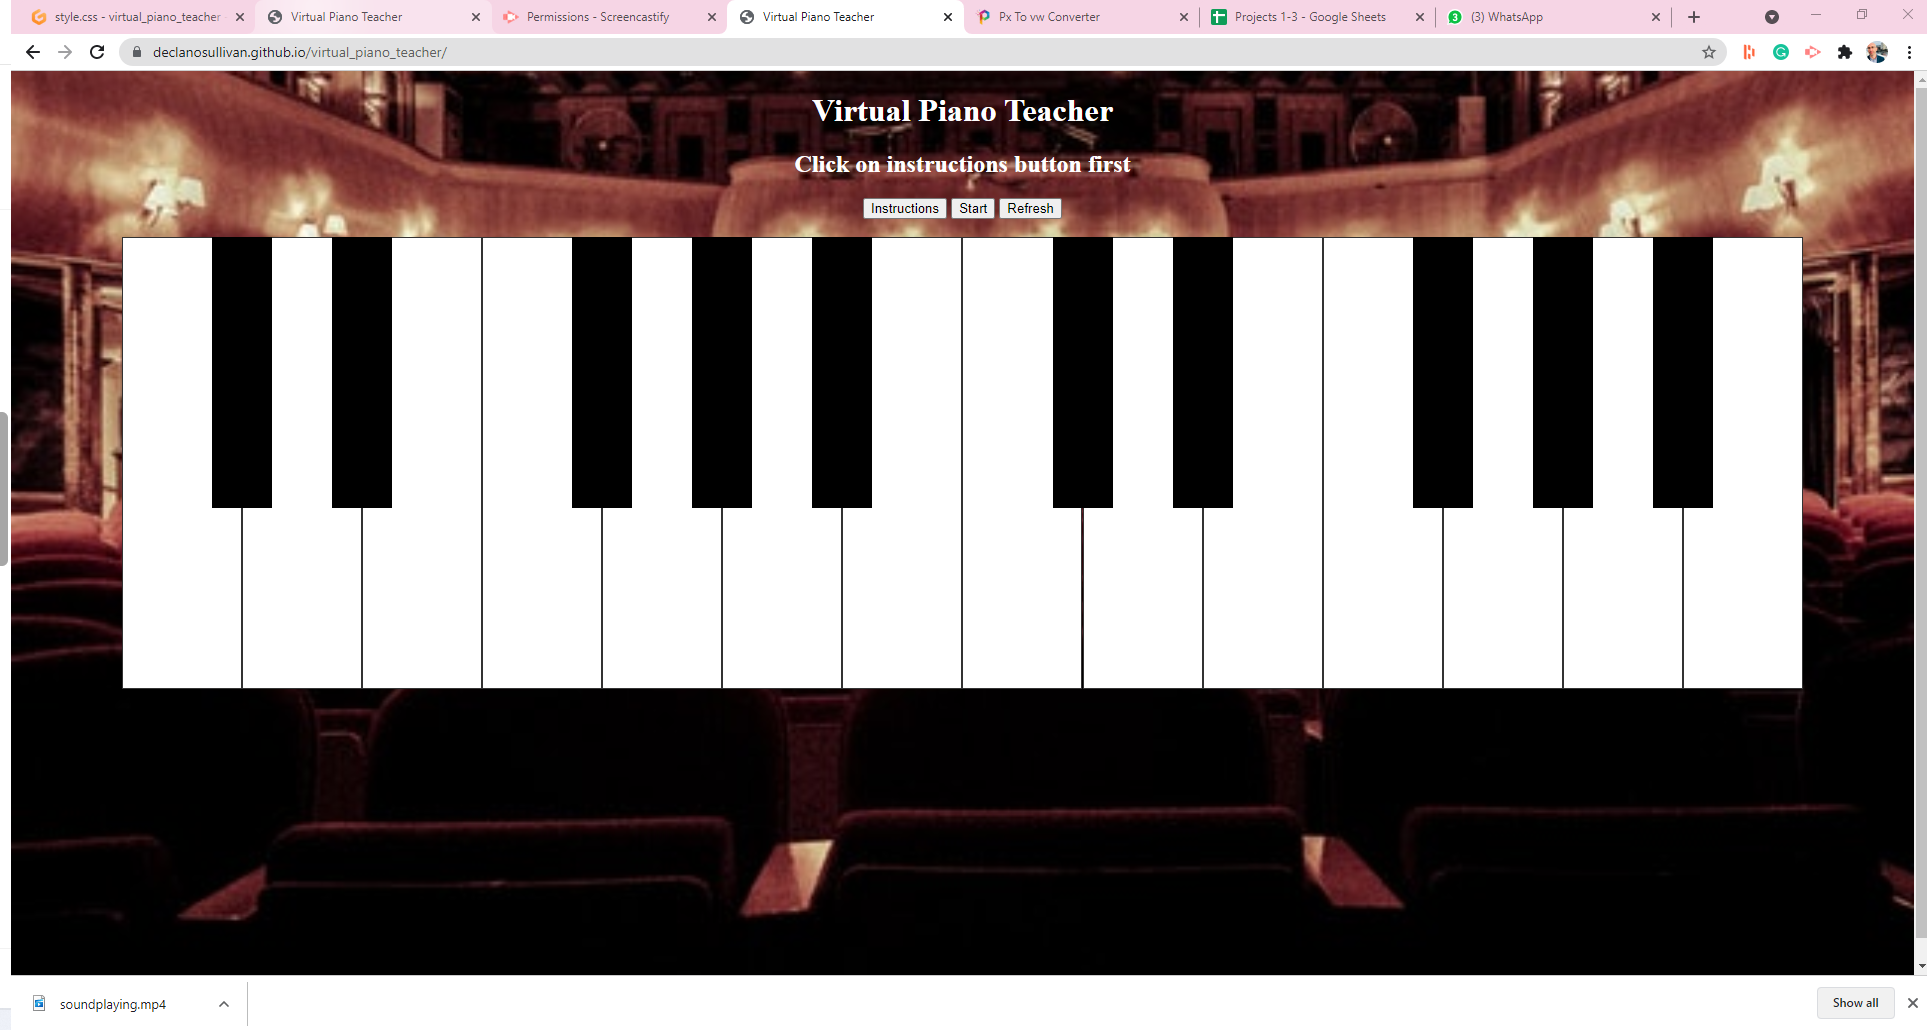 style.css - virtual_piano_teacher
Virtual Piano Teacher
Permissions - Screencastify
Virtual Piano Teacher
Px To vw Converter
Projects 1-3 - Google Sheets
3
(3) WhatsApp
declanosullivan.github.io/virtual_piano_teacher/
Virtual Piano Teacher
Click on instructions button first
Instructions Start Refresh
soundplaying.mp4
Show all